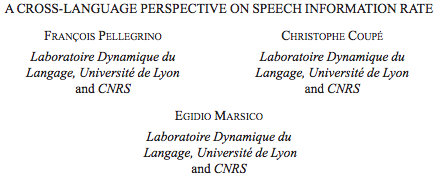 A CROSS-LANGUAGE PERSPECTIVE ON SPEECH INFORMATION RATE
FRANÇOIS PELLEGRINO
Laboratoire Dynamique du
Langage, Université de Lyon
and CNRS
CHRISTOPHE COUPÉ
Laboratoire Dynamique du
Langage, Université de Lyon
and CNRS
EGIDIO MARSICO
Laboratoire Dynamique du
Langage, Université de Lyon
and CNRS